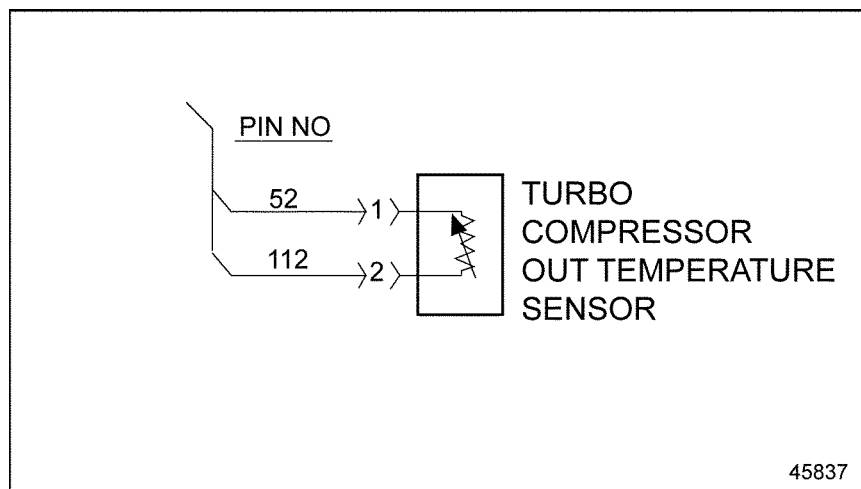 PIN NO
52
1
112
2
TURBO
COMPRESSOR
OUT TEMPERATURE
SENSOR
45837